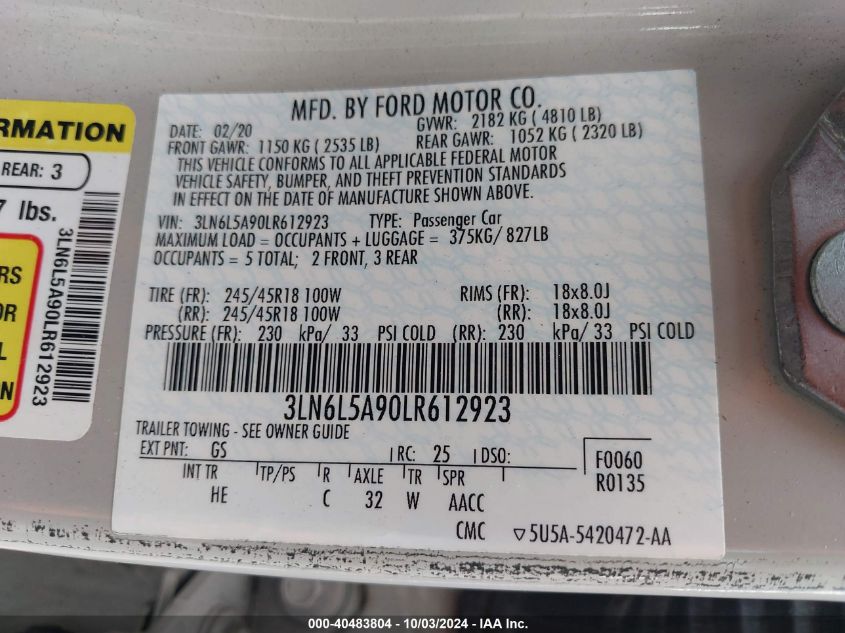 MFD. BY FORD MOTOR CO.
DATE: 02/20 GVWR: 2182 KG ( 4810 LB)
FRONT GAWR: 1150 KG ( 2535 LB) REAR GAWR: 1052 KG ( 2320 LB)
THIS VEHICLE CONFORMS TO ALL APPLICABLE FEDERAL MOTOR
VEHICLE SAFETY, BUMPER, AND THEFT PREVENTION STANDARDS
IN EFFECT ON THE DATE OF MANUFACTURE SHOWN ABOVE.
VIN: 3LN6L5A90LR612923 TYPE: Passenger Car
MAXIMUM LOAD = OCCUPANTS + LUGGAGE = 375KG/ 827LB
OCCUPANTS = 5 TOTAL; 2 FRONT, 3 REAR
TIRE (FR): 245/45R18 100W RIMS (FR): 18x8.0J
(RR): 245/45R18 100W (RR): 18x8.0J
PRESSURE (FR): 230 kPa/ 33 PSI COLD (RR): 230 kPa/ 33 PSI COLD
3LN6L5A90LR612923
TRAILER TOWING - SEE OWNER GUIDE
EXT PNT: GS RC: 25 DSO: F0060
R0135
INT TR TP/PS R AXLE TR SPR
HE C 32 W AACC
CMC ▽5U5A-5420472-AA
RMATION
REAR: 3
7 lbs.
3LN6L5A90LR612923
RS
OR
L
N
000-40483804 - 10/03/2024 - IAA Inc.